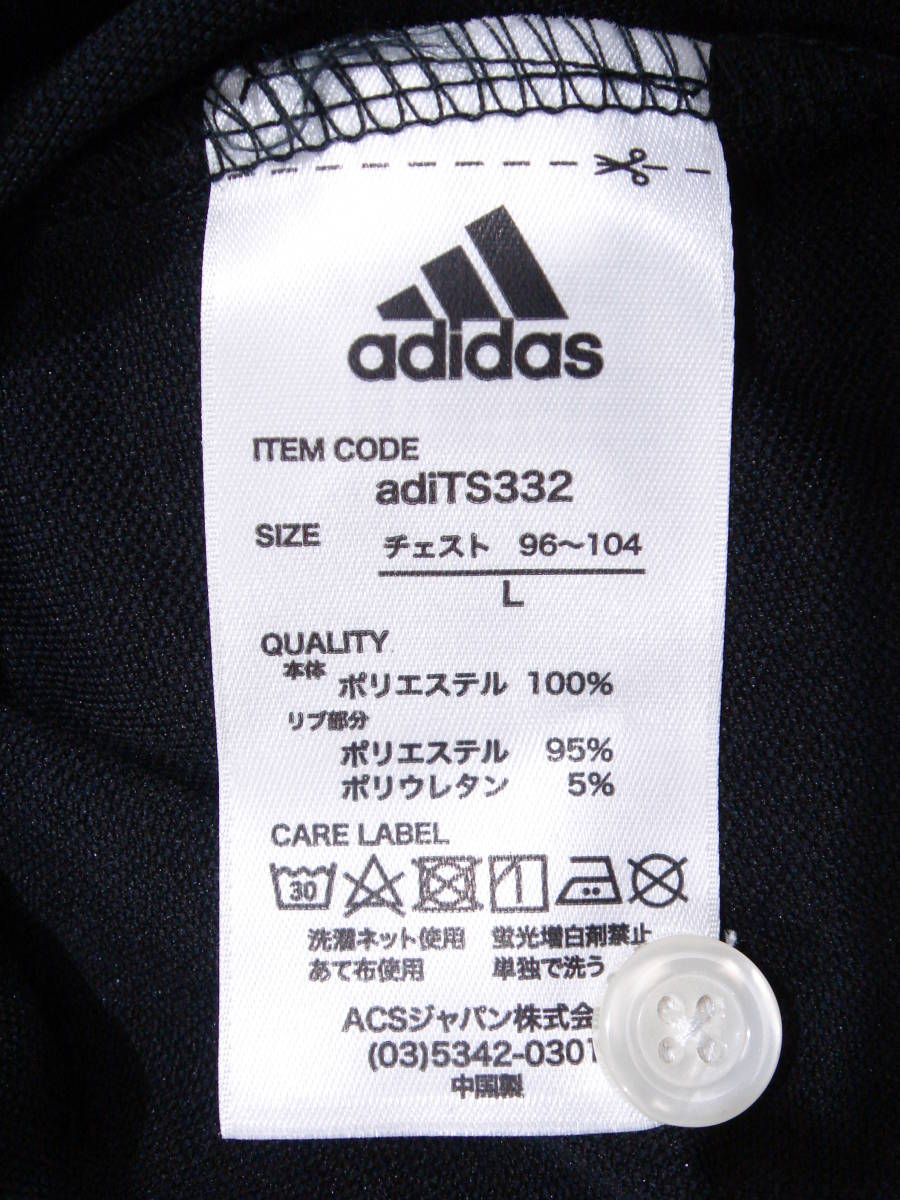 adidas
ITEM CODE
adiTS332
SIZE
チェスト 96～104
L
QUALITY
本体
ポリエステル 100%
リブ部分
ポリエステル 95%
ポリウレタン 5%
CARE LABEL
30
洗濯ネット使用 蛍光増白剤禁止
あて布使用 単独で洗う
ACSジャパン株式会
(03)5342-0301
中国製